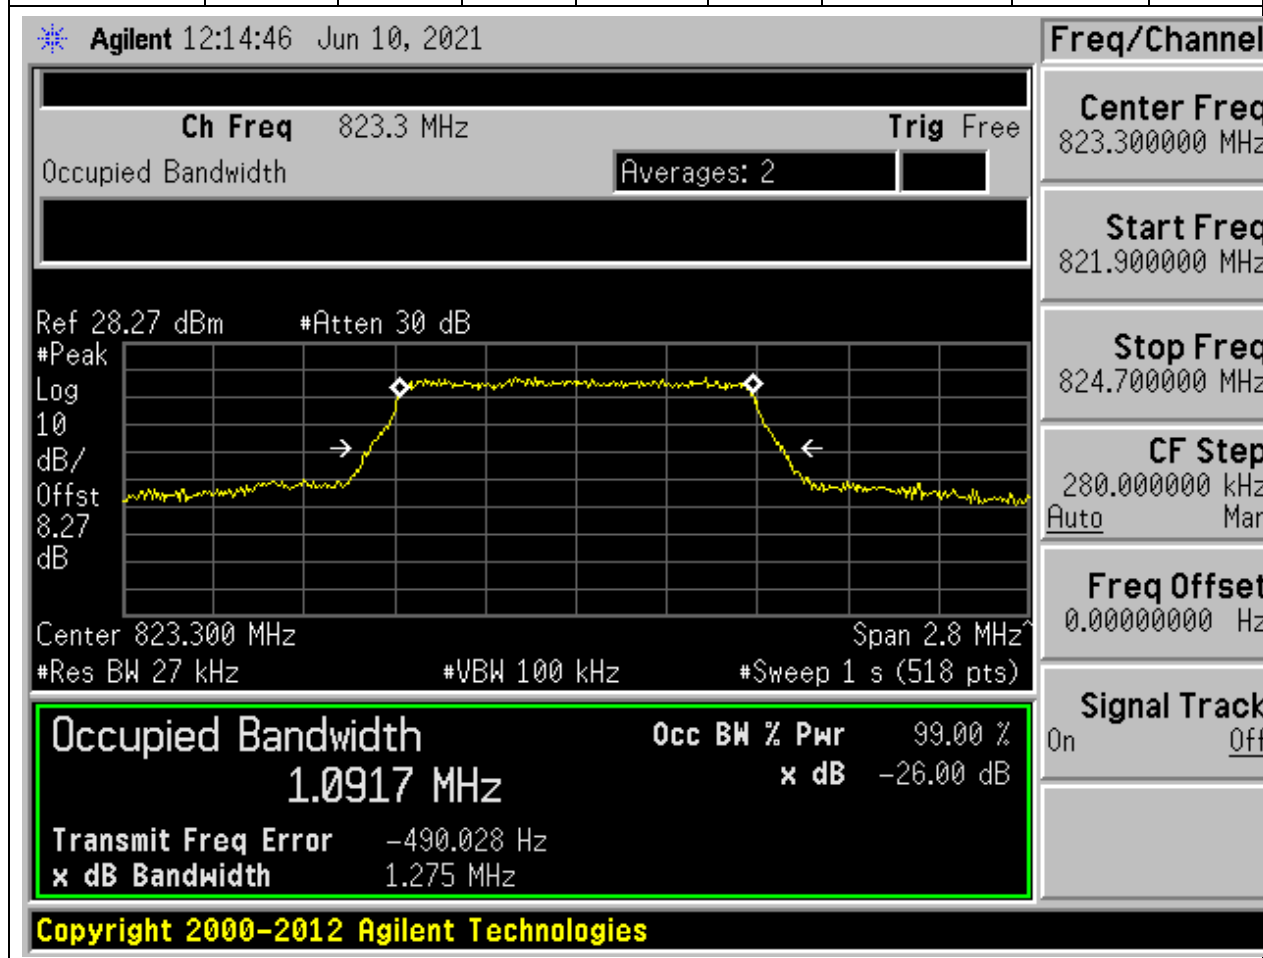 Agilent 12:14:46 Jun 10, 2021
Freq/Channel
Ch Freq 823.3 MHz Trig Free
Occupied Bandwidth Averages: 2
Ref 28.27 dBm #Atten 30 dB
#Peak
Log
10
dB/
Offst
8.27
dB
Center 823.300 MHz Span 2.8 MHz^
#Res BW 27 kHz #VBW 100 kHz #Sweep 1 s (518 pts)
Occupied Bandwidth Occ BW % Pwr 99.00 %
1.0917 MHz x dB -26.00 dB
Transmit Freq Error -490.028 Hz
x dB Bandwidth 1.275 MHz
Center Freq
823.300000 MHz
Start Freq
821.900000 MHz
Stop Freq
824.700000 MHz
CF Step
280.000000 kHz
Auto Man
Freq Offset
0.00000000 Hz
Signal Track
On Off
Copyright 2000-2012 Agilent Technologies